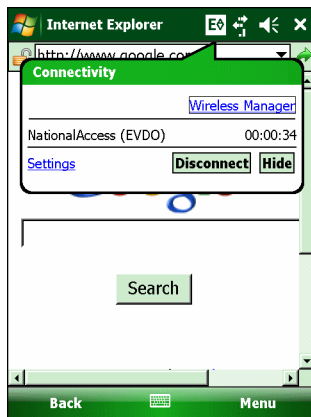 Internet Explorer
http://www.google.co
Connectivity
Wireless Manager
NationalAccess (EVDO) 00:00:34
Settings Disconnect Hide
Search
Back Menu